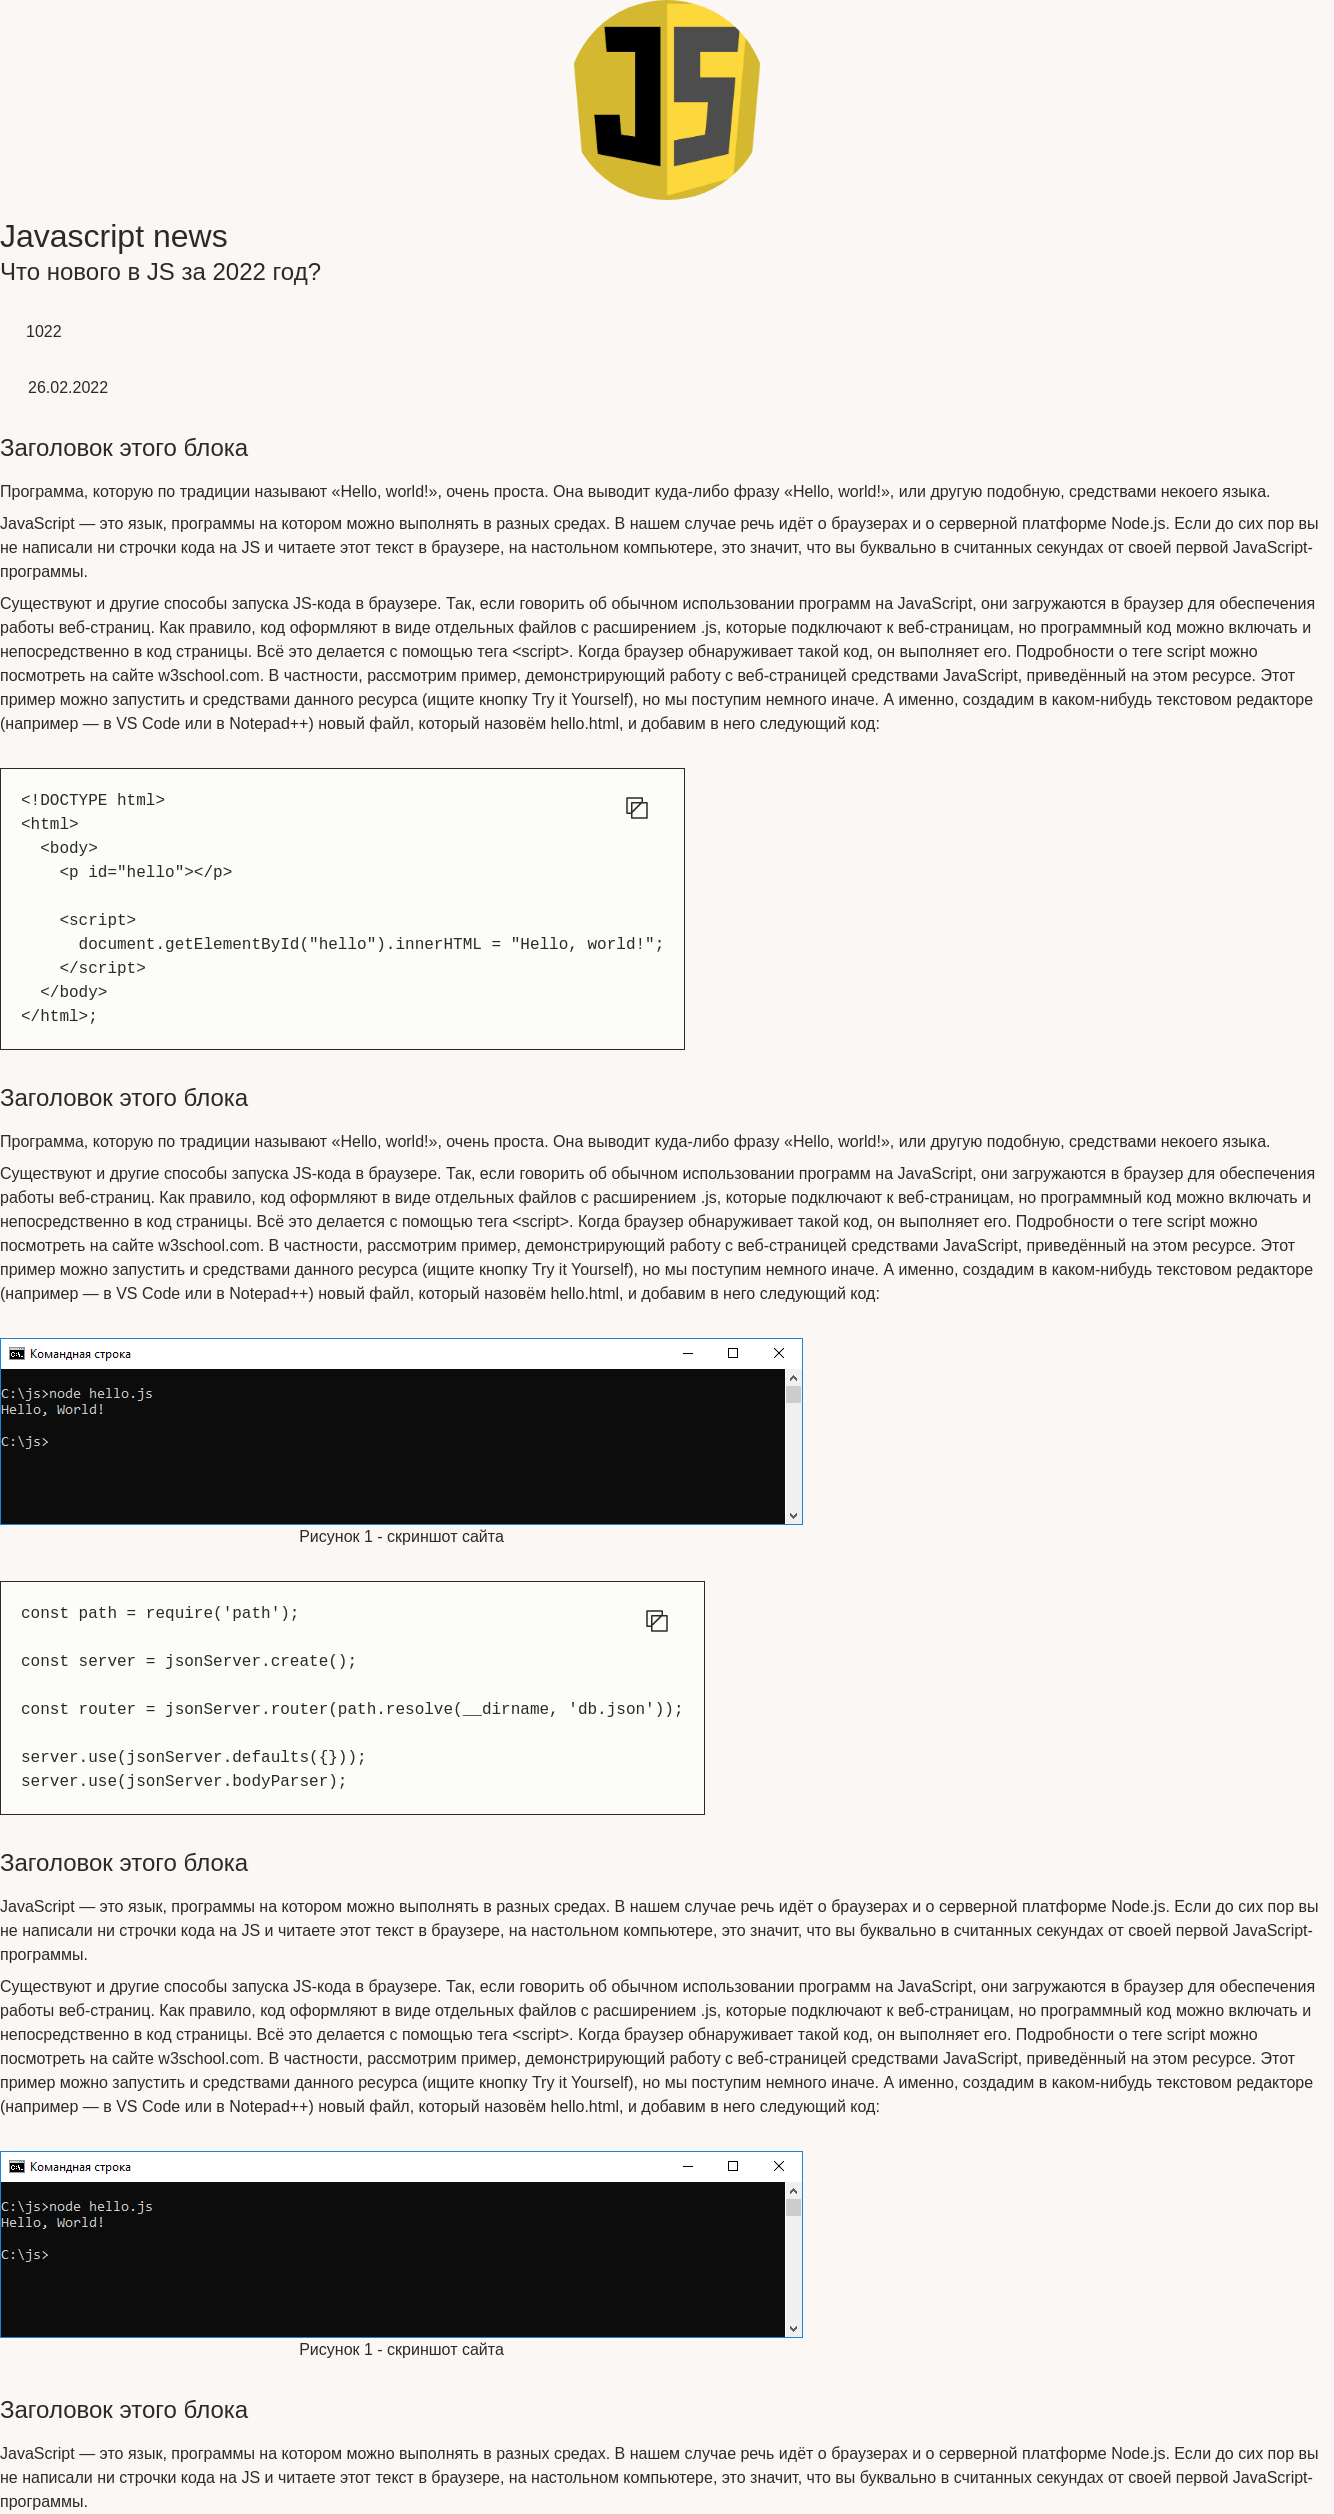 JS
Javascript news
Что нового в JS за 2022 год?
1022
26.02.2022
Заголовок этого блока
Программа, которую по традиции называют «Hello, world!», очень проста. Она выводит куда-либо фразу «Hello, world!», или другую подобную, средствами некоего языка.
JavaScript — это язык, программы на котором можно выполнять в разных средах. В нашем случае речь идёт о браузерах и о серверной платформе Node.js. Если до сих пор вы
не написали ни строчки кода на JS и читаете этот текст в браузере, на настольном компьютере, это значит, что вы буквально в считанных секундах от своей первой JavaScript-
программы.
Существуют и другие способы запуска JS-кода в браузере. Так, если говорить об обычном использовании программ на JavaScript, они загружаются в браузер для обеспечения
работы веб-страниц. Как правило, код оформляют в виде отдельных файлов с расширением .js, которые подключают к веб-страницам, но программный код можно включать и
непосредственно в код страницы. Всё это делается с помощью тега <script>. Когда браузер обнаруживает такой код, он выполняет его. Подробности о теге script можно
посмотреть на сайте w3school.com. В частности, рассмотрим пример, демонстрирующий работу с веб-страницей средствами JavaScript, приведённый на этом ресурсе. Этот
пример можно запустить и средствами данного ресурса (ищите кнопку Try it Yourself), но мы поступим немного иначе. А именно, создадим в каком-нибудь текстовом редакторе
(например — в VS Code или в Notepad++) новый файл, который назовём hello.html, и добавим в него следующий код:
<!DOCTYPE html>
<html>
  <body>
    <p id="hello"></p>
    <script>
      document.getElementById("hello").innerHTML = "Hello, world!";
    </script>
  </body>
</html>;
Заголовок этого блока
Программа, которую по традиции называют «Hello, world!», очень проста. Она выводит куда-либо фразу «Hello, world!», или другую подобную, средствами некоего языка.
Существуют и другие способы запуска JS-кода в браузере. Так, если говорить об обычном использовании программ на JavaScript, они загружаются в браузер для обеспечения
работы веб-страниц. Как правило, код оформляют в виде отдельных файлов с расширением .js, которые подключают к веб-страницам, но программный код можно включать и
непосредственно в код страницы. Всё это делается с помощью тега <script>. Когда браузер обнаруживает такой код, он выполняет его. Подробности о теге script можно
посмотреть на сайте w3school.com. В частности, рассмотрим пример, демонстрирующий работу с веб-страницей средствами JavaScript, приведённый на этом ресурсе. Этот
пример можно запустить и средствами данного ресурса (ищите кнопку Try it Yourself), но мы поступим немного иначе. А именно, создадим в каком-нибудь текстовом редакторе
(например — в VS Code или в Notepad++) новый файл, который назовём hello.html, и добавим в него следующий код:
Командная строка
C:\js>node hello.js
Hello, World!
C:\js>
Рисунок 1 - скриншот сайта
const path = require('path');
const server = jsonServer.create();
const router = jsonServer.router(path.resolve(__dirname, 'db.json'));
server.use(jsonServer.defaults({}));
server.use(jsonServer.bodyParser);
Заголовок этого блока
JavaScript — это язык, программы на котором можно выполнять в разных средах. В нашем случае речь идёт о браузерах и о серверной платформе Node.js. Если до сих пор вы
не написали ни строчки кода на JS и читаете этот текст в браузере, на настольном компьютере, это значит, что вы буквально в считанных секундах от своей первой JavaScript-
программы.
Существуют и другие способы запуска JS-кода в браузере. Так, если говорить об обычном использовании программ на JavaScript, они загружаются в браузер для обеспечения
работы веб-страниц. Как правило, код оформляют в виде отдельных файлов с расширением .js, которые подключают к веб-страницам, но программный код можно включать и
непосредственно в код страницы. Всё это делается с помощью тега <script>. Когда браузер обнаруживает такой код, он выполняет его. Подробности о теге script можно
посмотреть на сайте w3school.com. В частности, рассмотрим пример, демонстрирующий работу с веб-страницей средствами JavaScript, приведённый на этом ресурсе. Этот
пример можно запустить и средствами данного ресурса (ищите кнопку Try it Yourself), но мы поступим немного иначе. А именно, создадим в каком-нибудь текстовом редакторе
(например — в VS Code или в Notepad++) новый файл, который назовём hello.html, и добавим в него следующий код:
Командная строка
C:\js>node hello.js
Hello, World!
C:\js>
Рисунок 1 - скриншот сайта
Заголовок этого блока
JavaScript — это язык, программы на котором можно выполнять в разных средах. В нашем случае речь идёт о браузерах и о серверной платформе Node.js. Если до сих пор вы
не написали ни строчки кода на JS и читаете этот текст в браузере, на настольном компьютере, это значит, что вы буквально в считанных секундах от своей первой JavaScript-
программы.